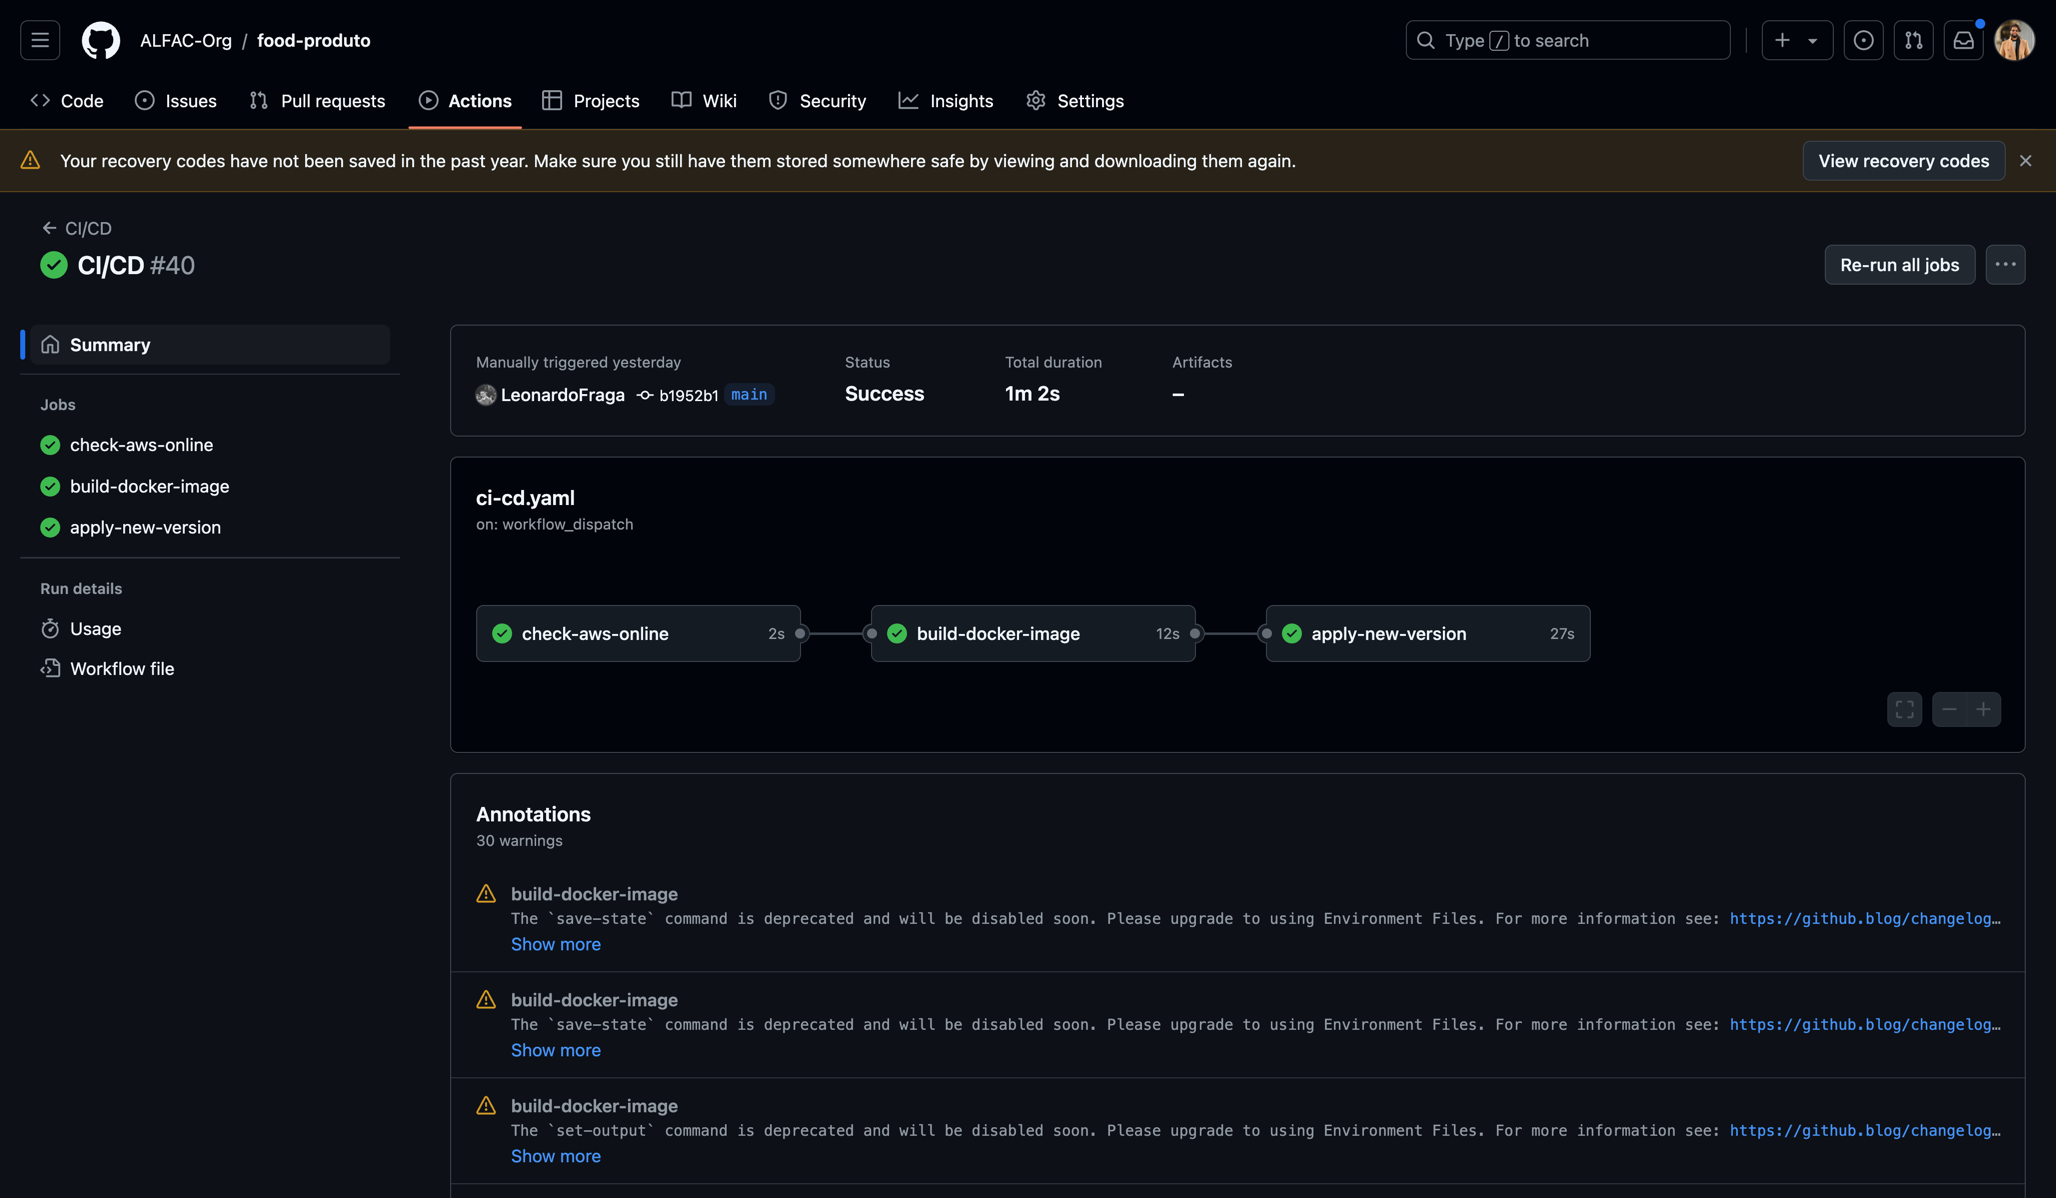 ALFAC-Org / food-produto
Type / to search
Code
Issues
Pull requests
Actions
Projects
Wiki
Security
Insights
Settings
Your recovery codes have not been saved in the past year. Make sure you still have them stored somewhere safe by viewing and downloading them again.
View recovery codes
CI/CD
CI/CD #40
Re-run all jobs
Summary
Jobs
check-aws-online
build-docker-image
apply-new-version
Run details
Usage
Workflow file
Manually triggered yesterday
LeonardoFraga b1952b1 main
Status
Success
Total duration
1m 2s
Artifacts
–
ci-cd.yaml
on: workflow_dispatch
check-aws-online 2s
build-docker-image 12s
apply-new-version 27s
Annotations
30 warnings
build-docker-image
The `save-state` command is deprecated and will be disabled soon. Please upgrade to using Environment Files. For more information see: https://github.blog/changelog…
Show more
build-docker-image
The `save-state` command is deprecated and will be disabled soon. Please upgrade to using Environment Files. For more information see: https://github.blog/changelog…
Show more
build-docker-image
The `set-output` command is deprecated and will be disabled soon. Please upgrade to using Environment Files. For more information see: https://github.blog/changelog…
Show more